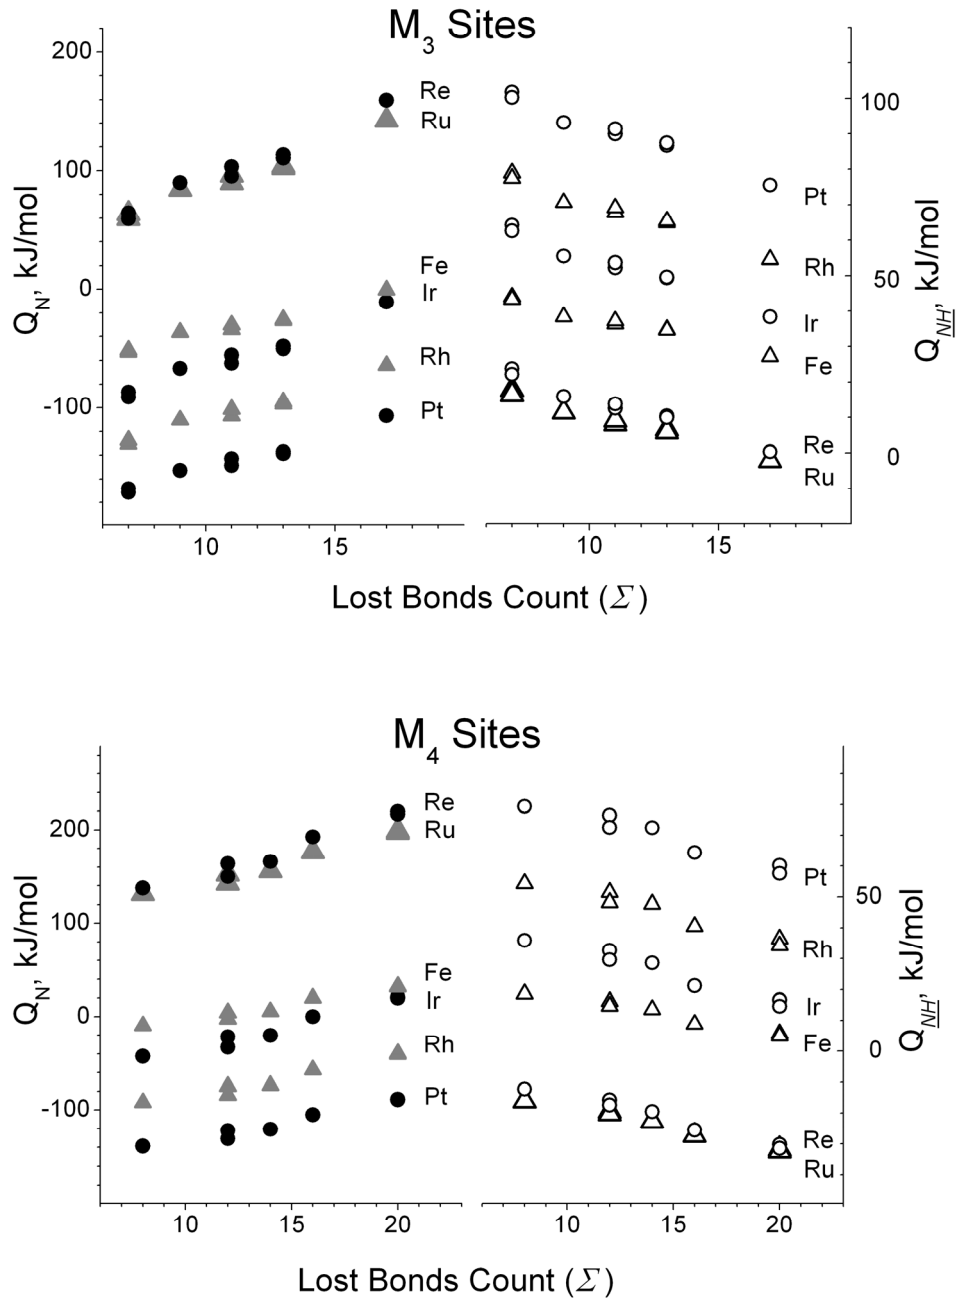 M3 Sites
200
100
0
-100
QN, kJ/mol
Re
Ru
Fe
Ir
Rh
Pt
10
15
Pt
Rh
Ir
Fe
Re
Ru
10
15
100
50
0
QNH, kJ/mol
Lost Bonds Count (Σ)
M4 Sites
200
100
0
-100
QN, kJ/mol
Re
Ru
Fe
Ir
Rh
Pt
10
15
20
Pt
Rh
Ir
Fe
Re
Ru
10
15
20
50
0
QNH, kJ/mol
Lost Bonds Count (Σ)